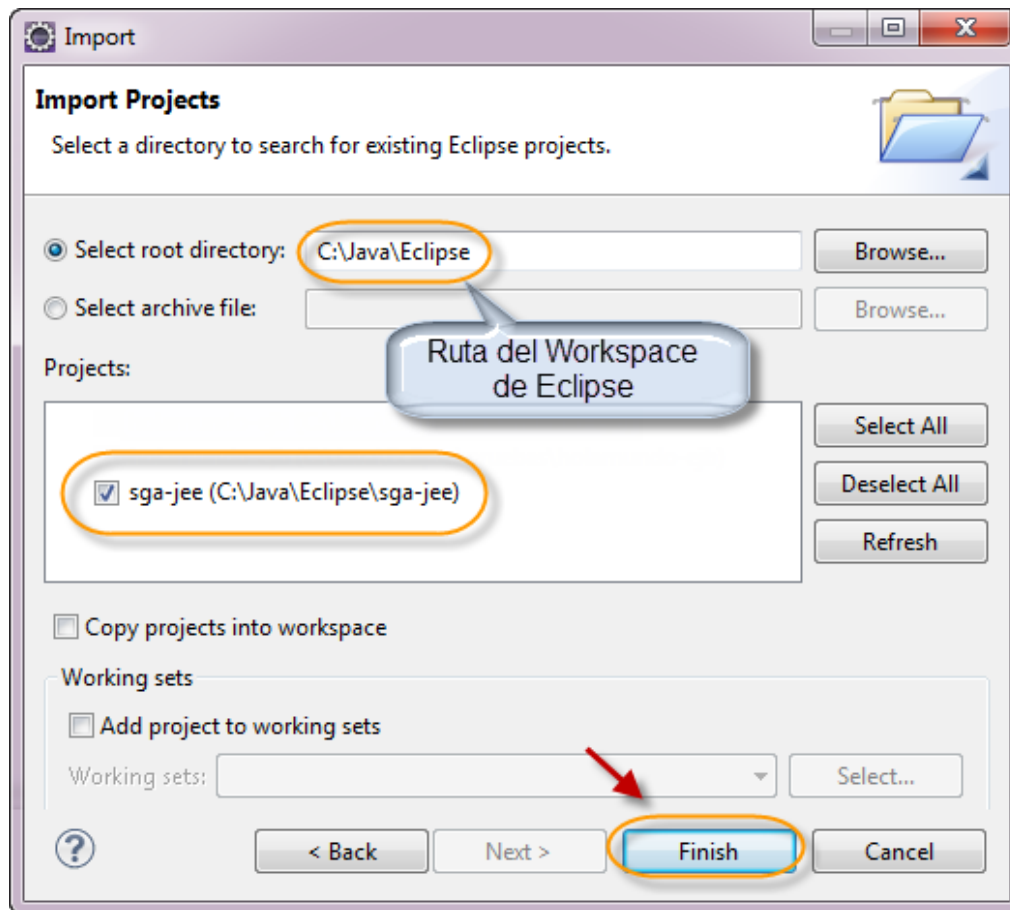 Import
Import Projects
Select a directory to search for existing Eclipse projects.
Select root directory: C:\Java\Eclipse Browse...
Select archive file: Browse...
Ruta del Workspace
de Eclipse
Projects:
sga-jee (C:\Java\Eclipse\sga-jee)
Select All
Deselect All
Refresh
Copy projects into workspace
Working sets
Add project to working sets
Working sets: Select...
? < Back Next > Finish Cancel